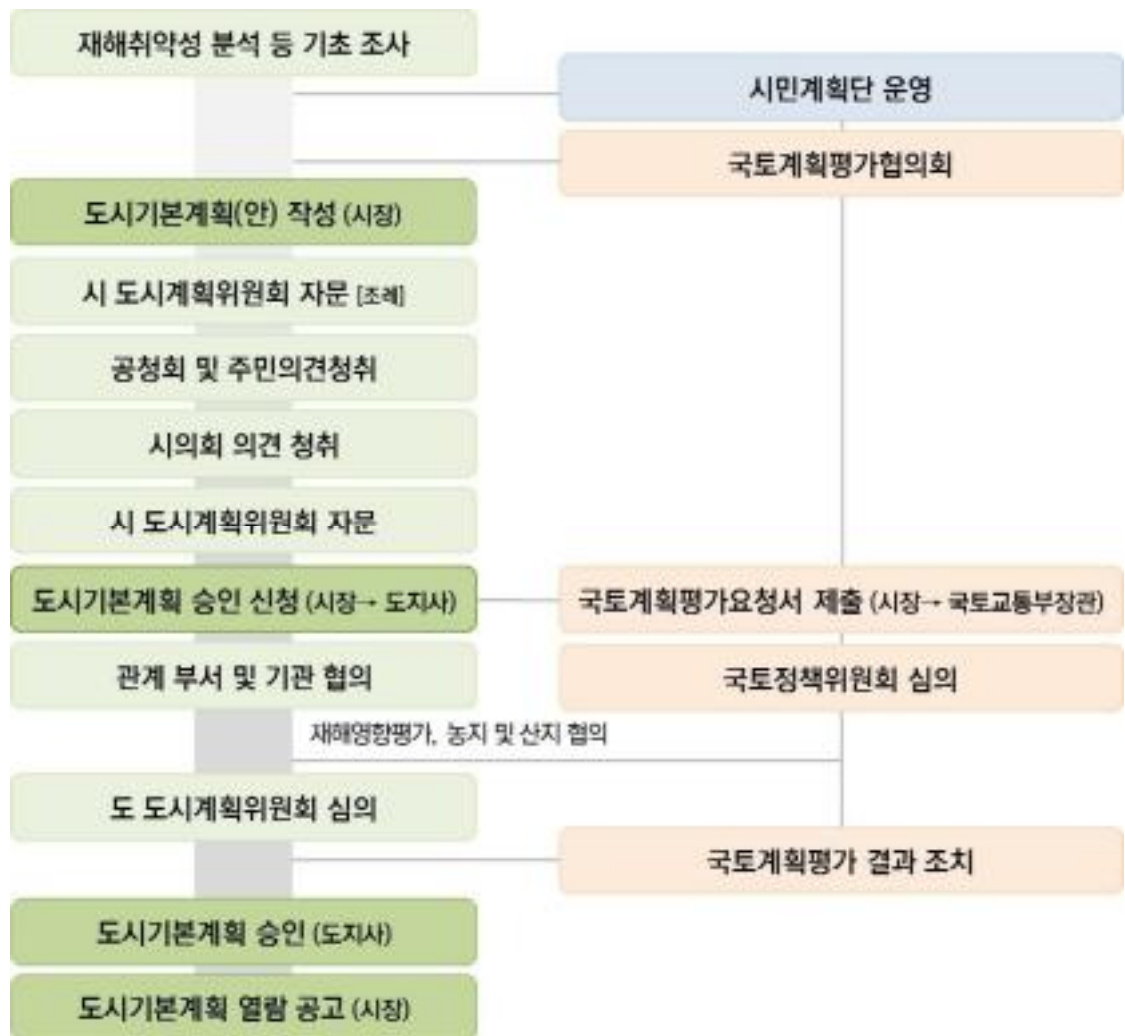 재해취약성 분석 등 기초 조사
시민계획단 운영
국토계획평가협의회
도시기본계획(안) 작성 (시장)
시 도시계획위원회 자문 [조례]
공청회 및 주민의견청취
시의회 의견 청취
시 도시계획위원회 자문
도시기본계획 승인 신청 (시장→ 도지사)
국토계획평가요청서 제출 (시장→ 국토교통부장관)
관계 부서 및 기관 협의
국토정책위원회 심의
재해영향평가, 농지 및 산지 협의
도 도시계획위원회 심의
국토계획평가 결과 조치
도시기본계획 승인 (도지사)
도시기본계획 열람 공고 (시장)